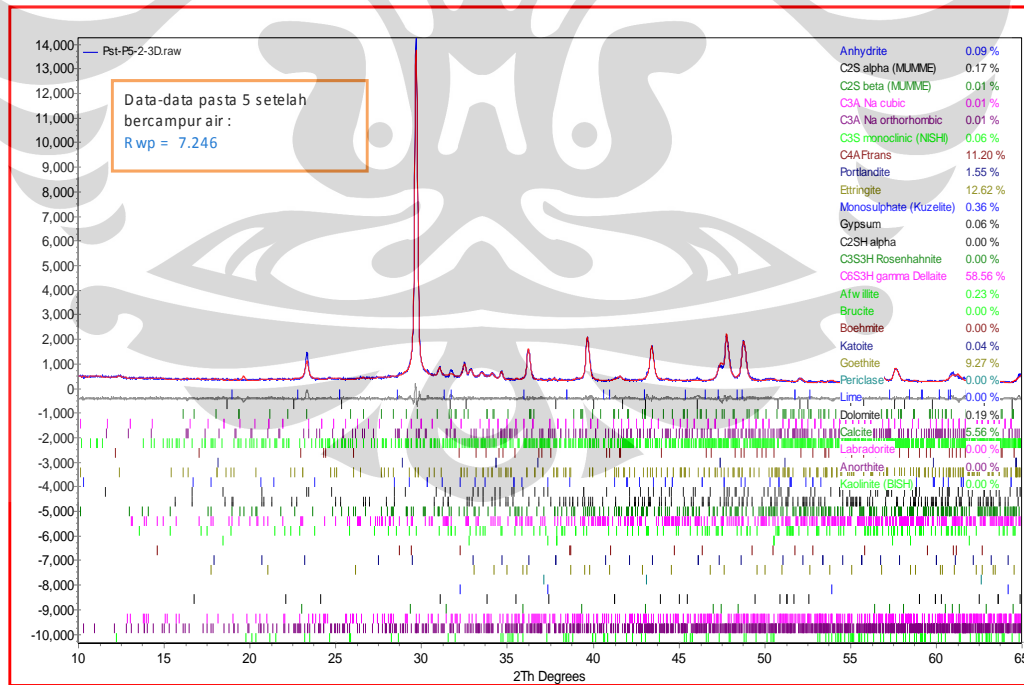 Pst-P5-2-3D.raw
Data-data pasta 5 setelah
bercampur air :
R wp = 7.246
Anhydrite 0.09 %
C2S alpha (MUMME) 0.17 %
C2S beta (MUMME) 0.01 %
C3A Na cubic 0.01 %
C3A Na orthorhombic 0.01 %
C3S monoclinic (NISHI) 0.06 %
C4AFtrans 11.20 %
Portlandite 1.55 %
Ettringite 12.62 %
Monosulphate (Kuzelite) 0.36 %
Gypsum 0.06 %
C2SH alpha 0.00 %
C3S3H Rosenhahnite 0.00 %
C6S3H gamma Dellaite 58.56 %
Afwillite 0.23 %
Brucite 0.00 %
Boehmite 0.00 %
Katoite 0.04 %
Goethite 9.27 %
Periclase 0.00 %
Lime 0.00 %
Dolomite 0.19 %
Calcite 5.56 %
Labradorite 0.00 %
Anorthite 0.00 %
Kaolinite (BISH) 0.00 %
14,000
13,000
12,000
11,000
10,000
9,000
8,000
7,000
6,000
5,000
4,000
3,000
2,000
1,000
0
-1,000
-2,000
-3,000
-4,000
-5,000
-6,000
-7,000
-8,000
-9,000
-10,000
10 15 20 25 30 35 40 45 50 55 60 65
2Th Degrees